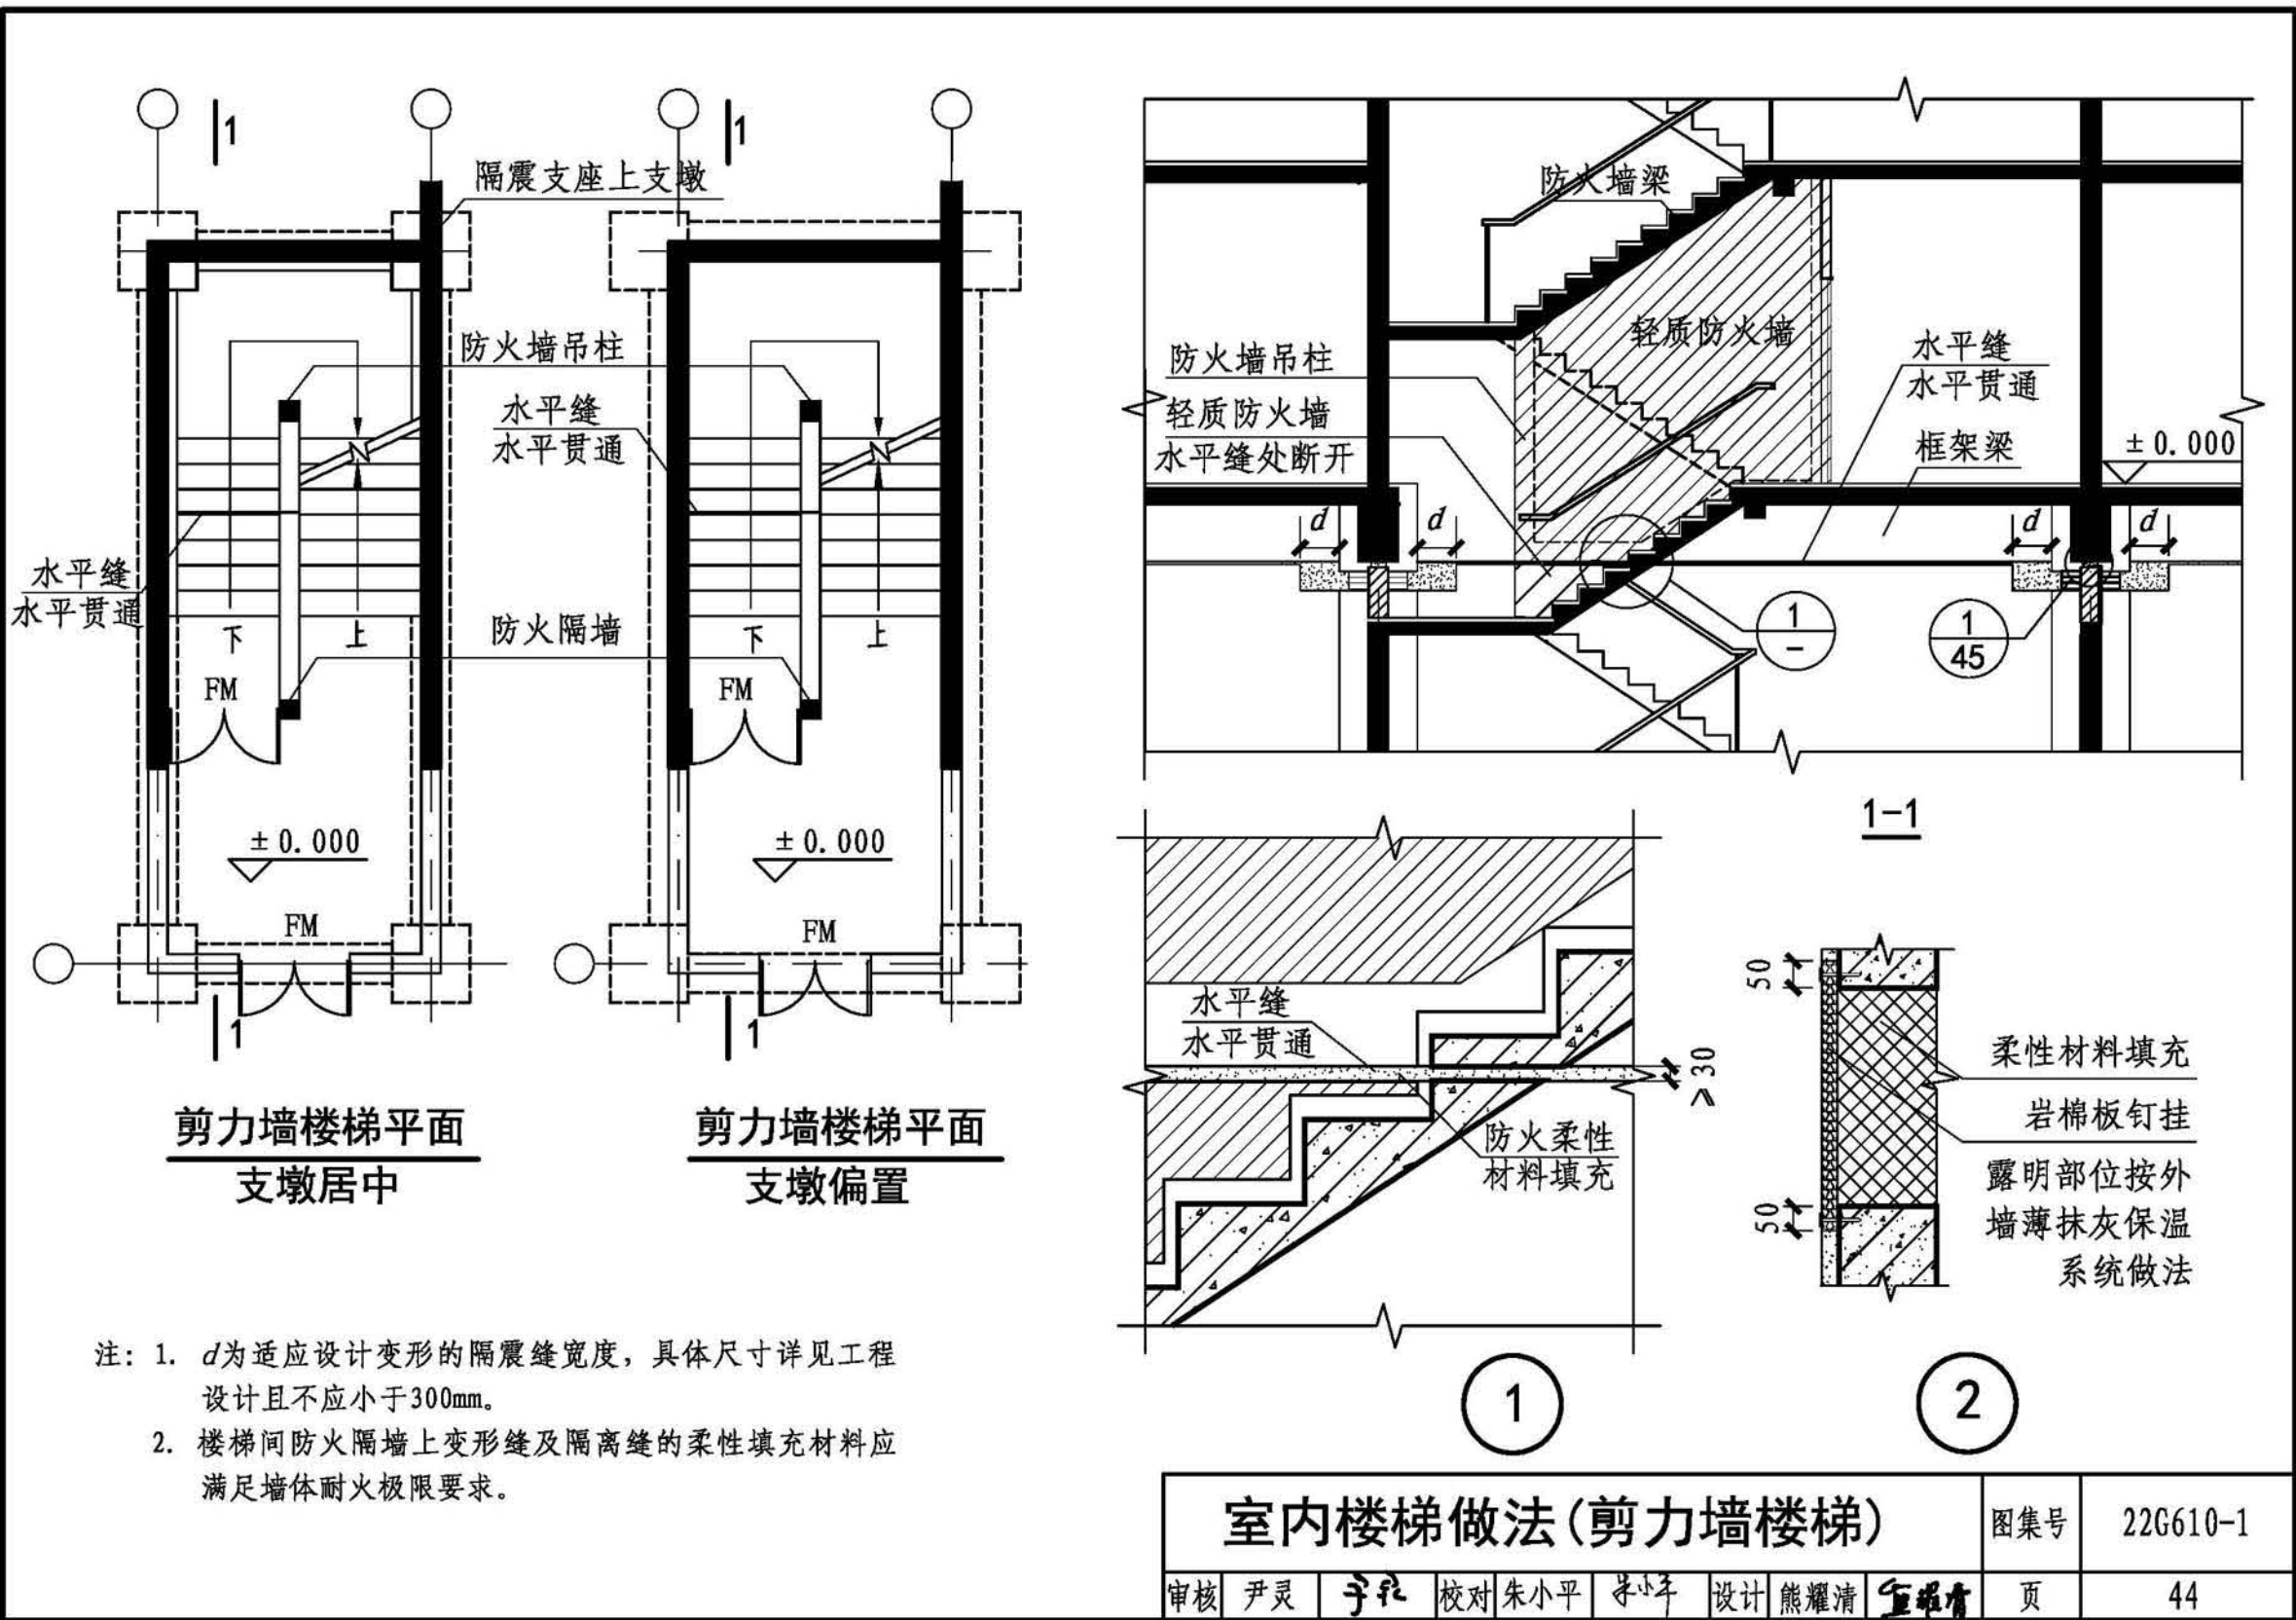 1
1
隔震支座上支墩
防火墙吊柱
水平缝
水平贯通
水平缝
水平贯通
防火隔墙
下
上
下
上
FM
FM
±0.000
±0.000
FM
FM
1
1
剪力墙楼梯平面
支墩居中
剪力墙楼梯平面
支墩偏置
防火墙梁
轻质防火墙
防火墙吊柱
轻质防火墙
水平缝处断开
水平缝
水平贯通
框架梁
±0.000
d
d
d
d
1
-
1
45
1-1
水平缝
水平贯通
≥30
防火柔性
材料填充
1
50
50
柔性材料填充
岩棉板钉挂
露明部位按外
墙薄抹灰保温
系统做法
2
注: 1. d为适应设计变形的隔震缝宽度，具体尺寸详见工程
设计且不应小于300mm。
2. 楼梯间防火隔墙上变形缝及隔离缝的柔性填充材料应
满足墙体耐火极限要求。
室内楼梯做法(剪力墙楼梯)
图集号
22G610-1
审核 尹灵 校对 朱小平 朱小平 设计 熊耀清 熊耀清 页 44